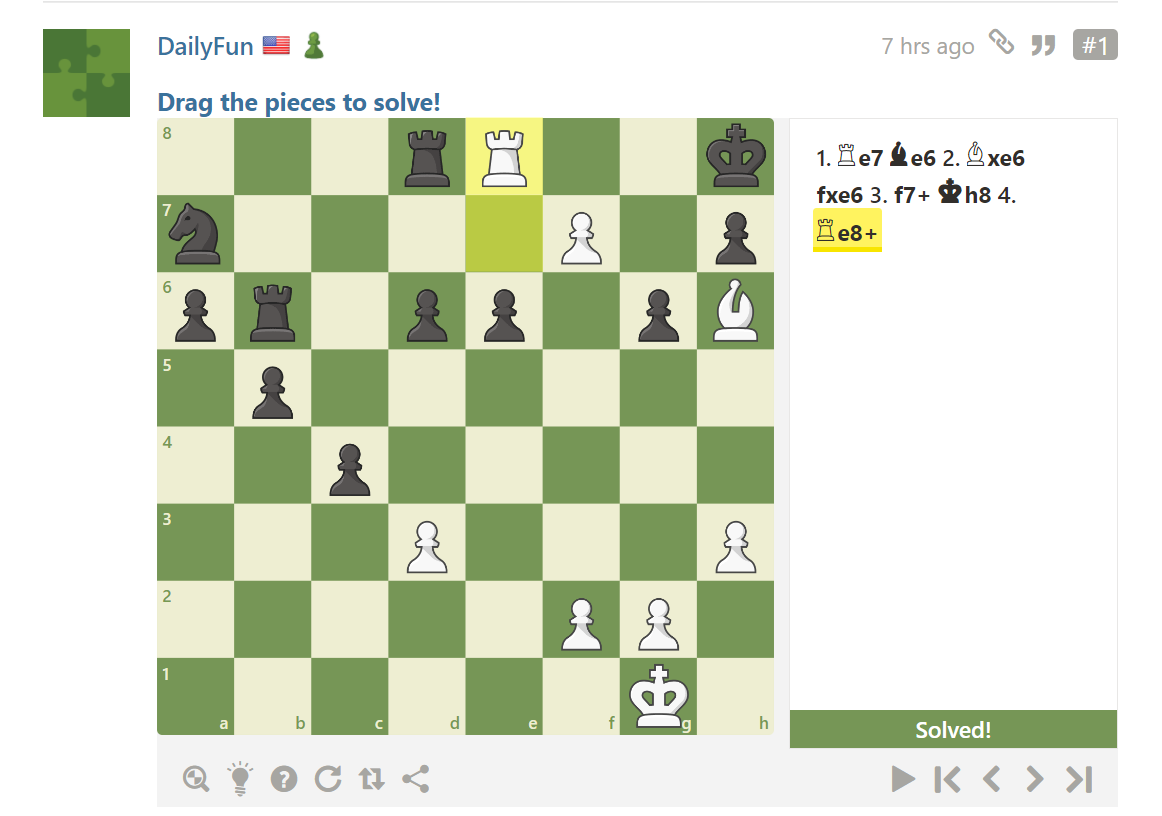 DailyFun
7 hrs ago
#1
Drag the pieces to solve!
8
7
6
5
4
3
2
1
a b c d e f g h
1. ♖e7 ♝e6 2. ♗xe6
fxe6 3. f7+ ♚h8 4.
♖e8+
Solved!